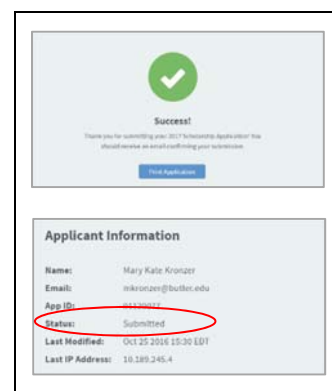 Success!
Thank you for submitting your 2017 Scholarship Application! You
should receive an email confirming your submission.
Print Application
Applicant Information
Name: Mary Kate Kronzer
Email: mkronzer@butler.edu
App ID:
Status: Submitted
Last Modified: Oct 25 2016 15:30 EDT
Last IP Address: 10.189.245.4